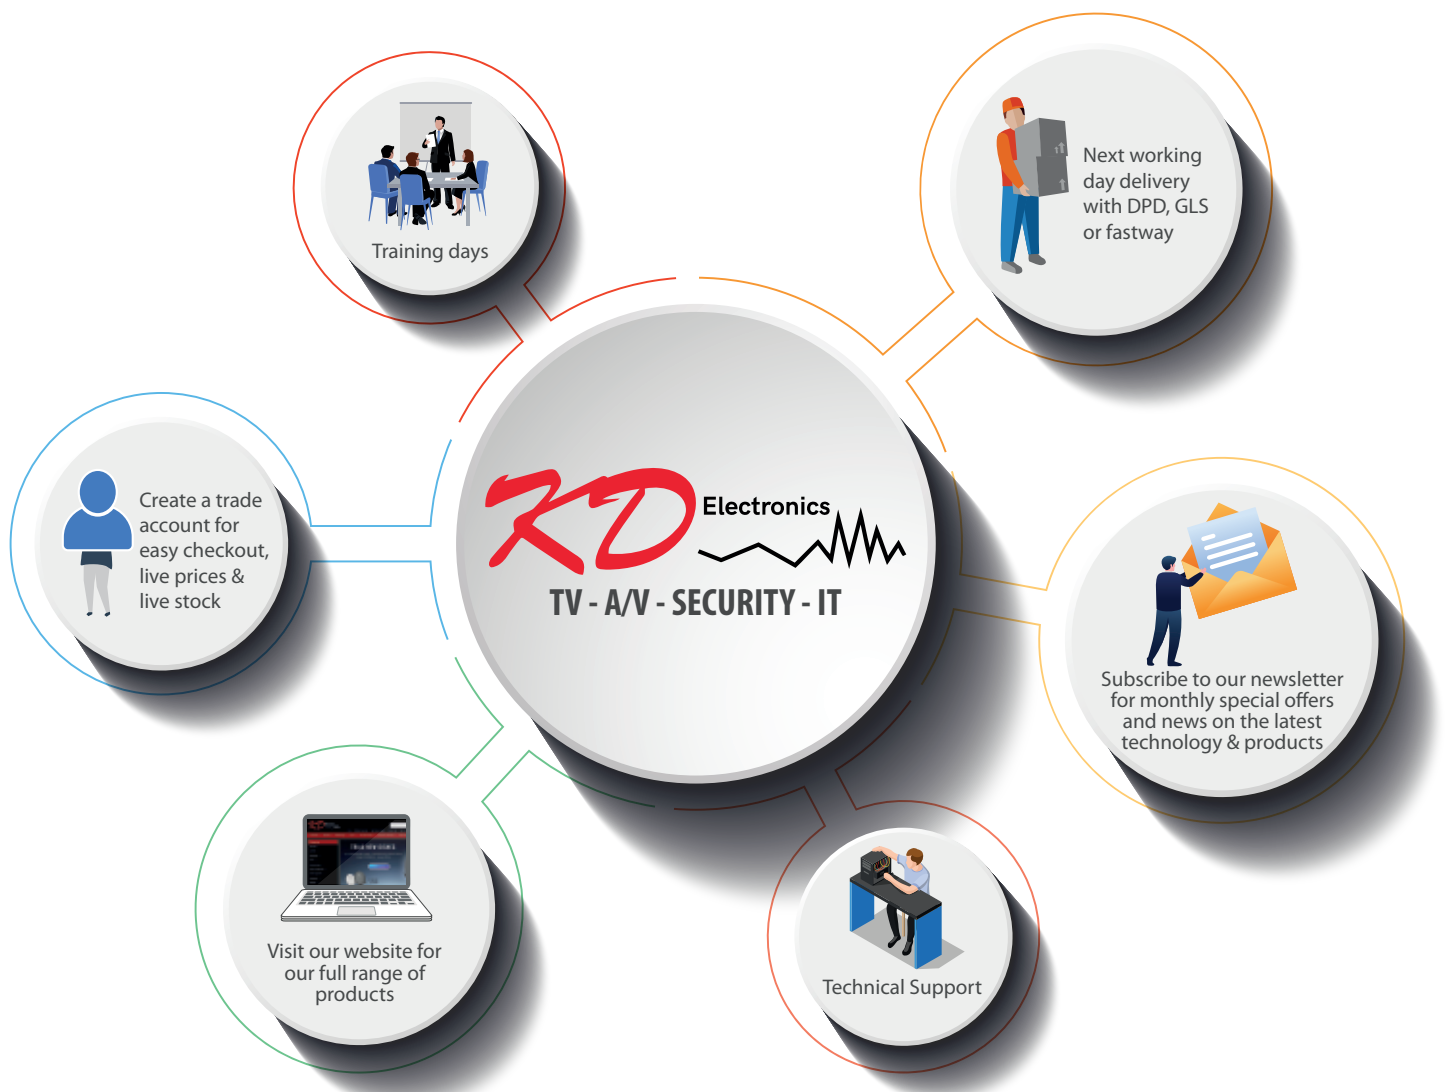 Training days
Next working
day delivery
with DPD, GLS
or fastway
Create a trade
account for
easy checkout,
live prices &
live stock
KD
Electronics
TV - A/V - SECURITY - IT
Subscribe to our newsletter
for monthly special offers
and news on the latest
technology & products
Visit our website for
our full range of
products
Technical Support